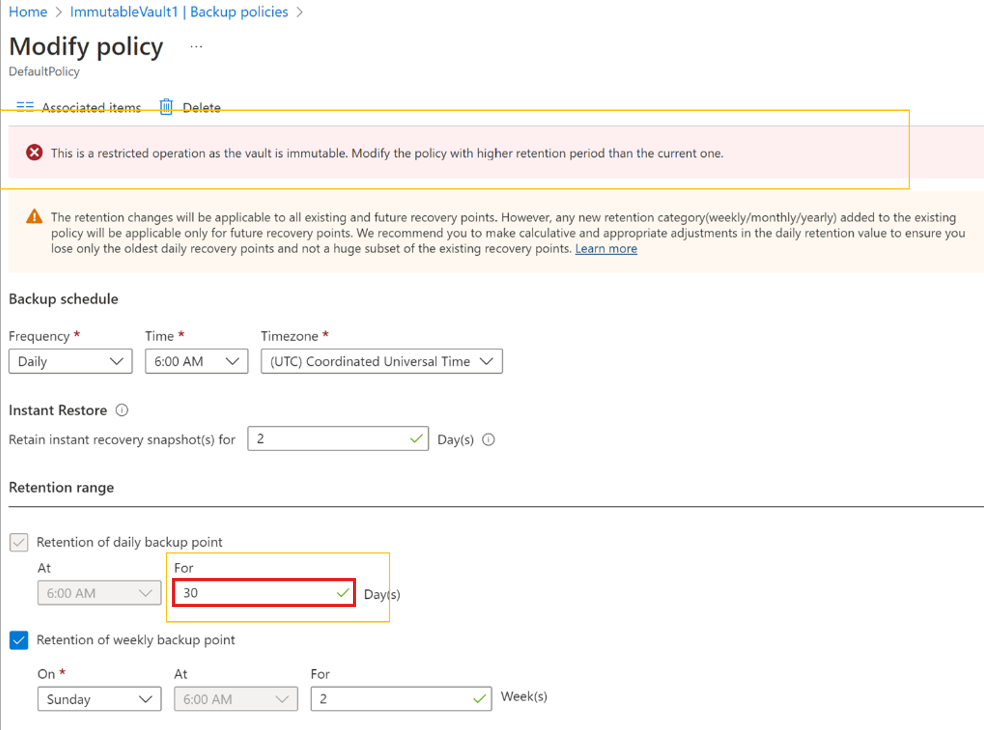 Home > ImmutableVault1 | Backup policies >
Modify policy ...
DefaultPolicy
Associated items Delete
This is a restricted operation as the vault is immutable. Modify the policy with higher retention period than the current one.
The retention changes will be applicable to all existing and future recovery points. However, any new retention category(weekly/monthly/yearly) added to the existing
policy will be applicable only for future recovery points. We recommend you to make calculative and appropriate adjustments in the daily retention value to ensure you
lose only the oldest daily recovery points and not a huge subset of the existing recovery points. Learn more
Backup schedule
Frequency * Time * Timezone *
Daily 6:00 AM (UTC) Coordinated Universal Time
Instant Restore
Retain instant recovery snapshot(s) for 2 Day(s)
Retention range
Retention of daily backup point
At For
6:00 AM 30 Day(s)
Retention of weekly backup point
On * At For
Sunday 6:00 AM 2 Week(s)